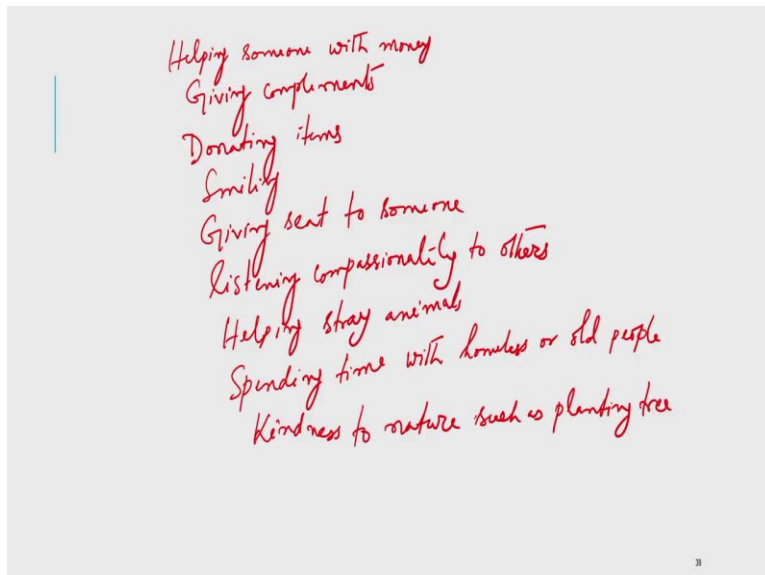 Helping someone with money
Giving complements
Donating items
Smiling
Giving seat to someone
listening compassionality to others
Helping stray animals
Spending time with homeless or old people
Kindness to nature such as planting tree
30